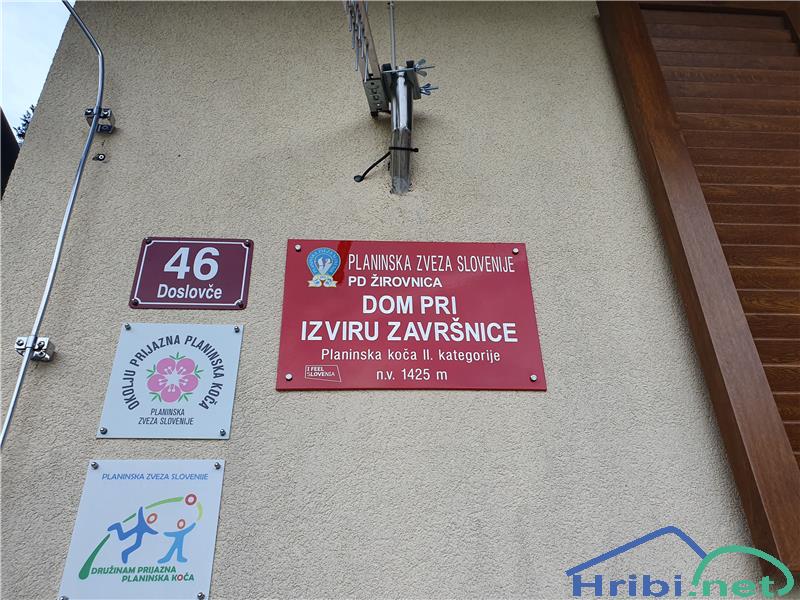 46
Doslovče
PLANINSKA ZVEZA SLOVENIJE
PD ŽIROVNICA
DOM PRI
IZVIRU ZAVRŠNICE
Planinska koča II. kategorije
n.v. 1425 m
I FEEL
SLOVENIA
OKOLJU PRIJAZNA PLANINSKA KOČA
PLANINSKA
ZVEZA SLOVENIJE
PLANINSKA ZVEZA SLOVENIJE
DRUŽINAM PRIJAZNA
PLANINSKA KOČA
Hribi.net